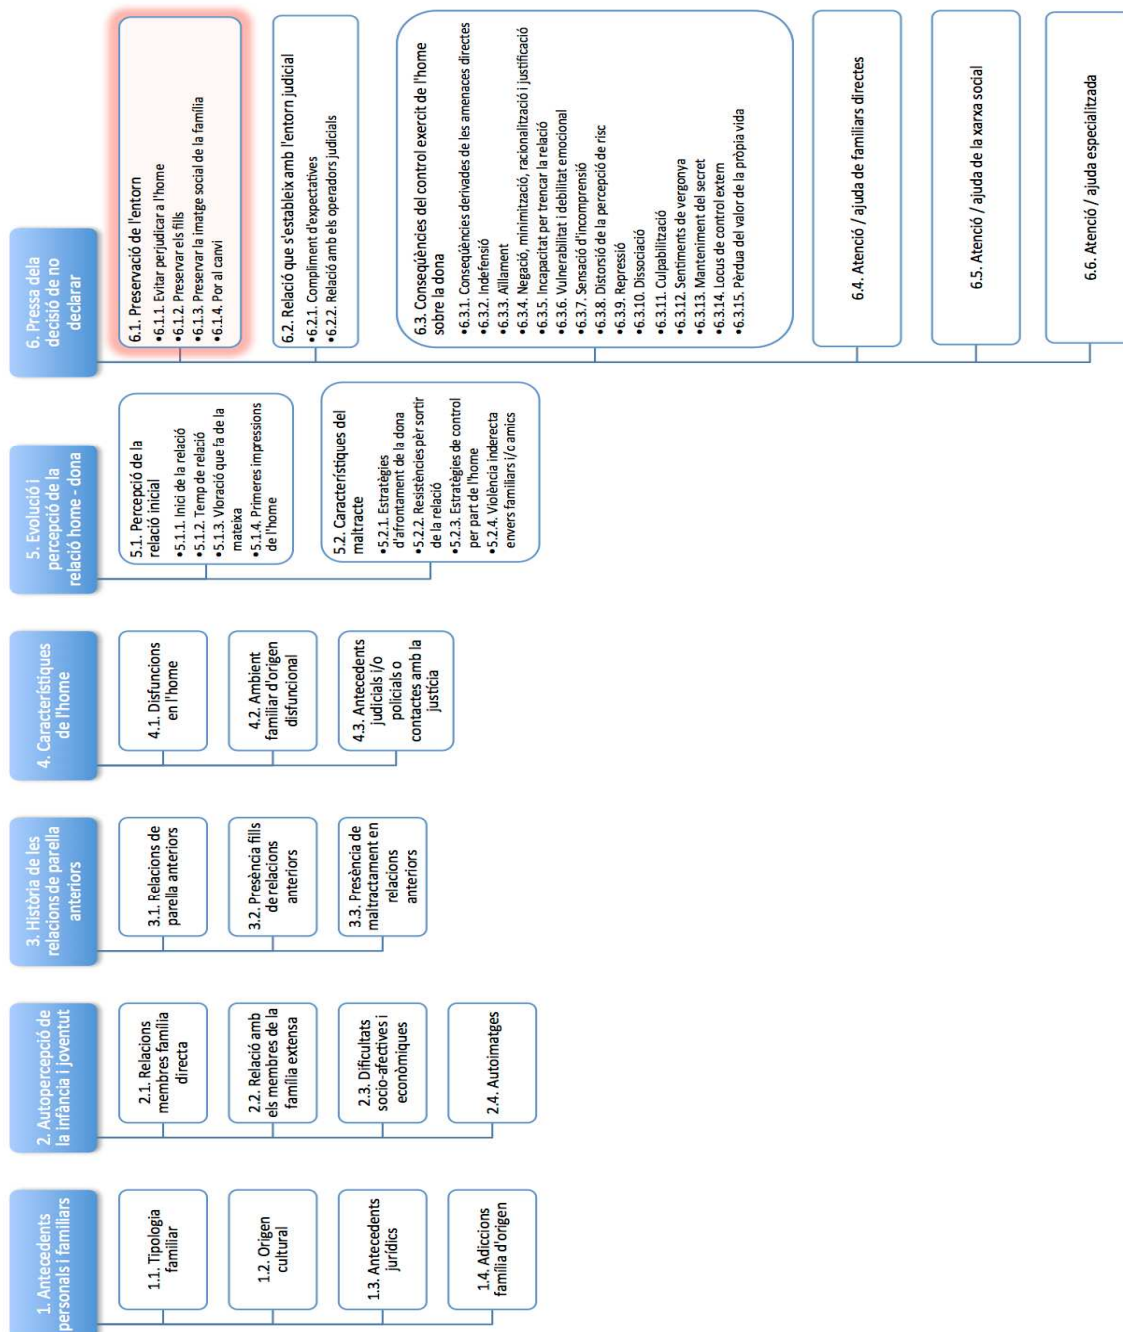 1. Antecedents
personals i familiars
1.1. Tipologia
familiar
1.2. Origen
cultural
1.3. Antecedents
jurídics
1.4. Adiccions
família d'origen
2. Autopercepció de
la infància i joventut
2.1. Relacions
membres família
directa
2.2. Relació amb
els membres de la
família extensa
2.3. Dificultats
socio-afectives i
econòmiques
2.4. Autoimatges
3. Història de les
relacions de parella
anteriors
3.1. Relacions de
parella anteriors
3.2. Presència fills
de relacions
anteriors
3.3. Presència de
maltractament en
relacions
anteriors
4. Característiques
de l'home
4.1. Disfuncions
en l'home
4.2. Ambient
familiar d'origen
disfuncional
4.3. Antecedents
judicials i/o
policials o
contactes amb la
justícia
5. Evolució i
percepció de la
relació home - dona
5.1. Percepció de la
relació inicial
•5.1.1. Inici de la relació
•5.1.2. Temp de relació
•5.1.3. Vloració que fa de la
mateixa
•5.1.4. Primeres impressions
de l'home
5.2. Característiques del
maltracte
•5.2.1. Estratègies
d'afrontament de la dona
•5.2.2. Resistències pèr sortir
de la relació
•5.2.3. Estratègies de control
per part de l'home
•5.2.4. Violència inderecta
envers familiars i/o amics
6. Pressa dela
decisió de no
declarar
6.1. Preservació de l'entorn
•6.1.1. Evitar perjudicar a l'home
•6.1.2. Preservar els fills
•6.1.3. Preservar la imatge social de la família
•6.1.4. Por al canvi
6.2. Relació que s'estableix amb l'entorn judicial
•6.2.1. Compliment d'expectatives
•6.2.2. Relació amb els operadors judicials
6.3. Conseqüències del control exercit de l'home
sobre la dona
•6.3.1. Conseqüències derivades de les amenaces directes
•6.3.2. Indefensió
•6.3.3. Aïllament
•6.3.4. Negació, minimització, racionalització i justificació
•6.3.5. Incapacitat per trencar la relació
•6.3.6. Vulnerabilitat i debilitat emocional
•6.3.7. Sensació d'incomprensió
•6.3.8. Distorsió de la percepció de risc
•6.3.9. Repressió
•6.3.10. Dissociació
•6.3.11. Culpabilització
•6.3.12. Sentiments de vergonya
•6.3.13. Manteniment del secret
•6.3.14. Locus de control extern
•6.3.15. Pèrdua del valor de la pròpia vida
6.4. Atenció / ajuda de familiars directes
6.5. Atenció / ajuda de la xarxa social
6.6. Atenció / ajuda especialitzada